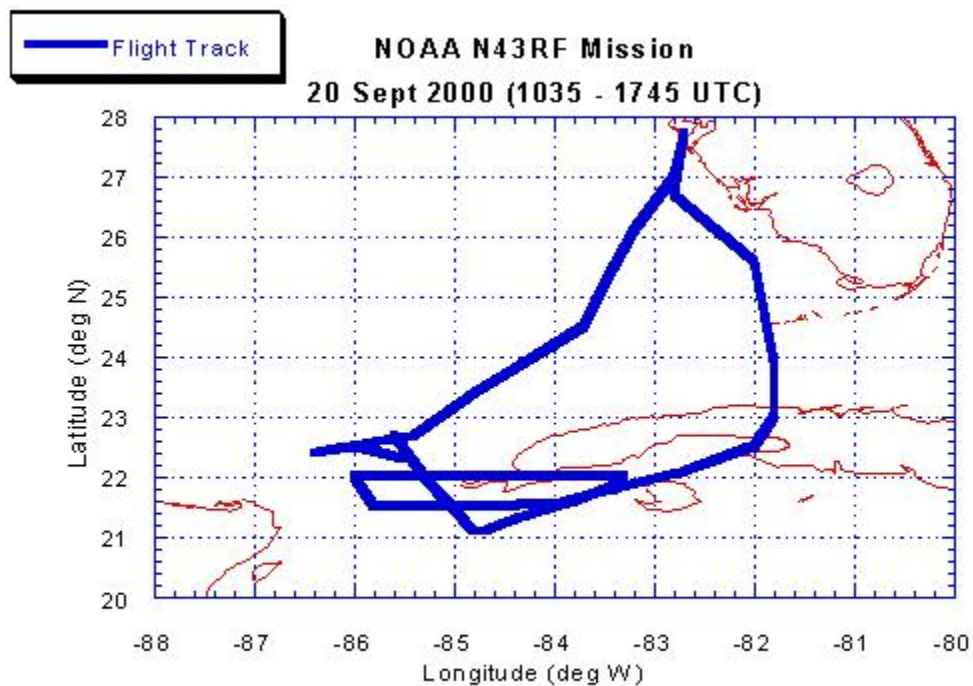 Flight Track
NOAA N43RF Mission
20 Sept 2000 (1035 - 1745 UTC)
28
27
26
25
24
23
22
21
20
Latitude (deg N)
-88 -87 -86 -85 -84 -83 -82 -81 -80
Longitude (deg W)